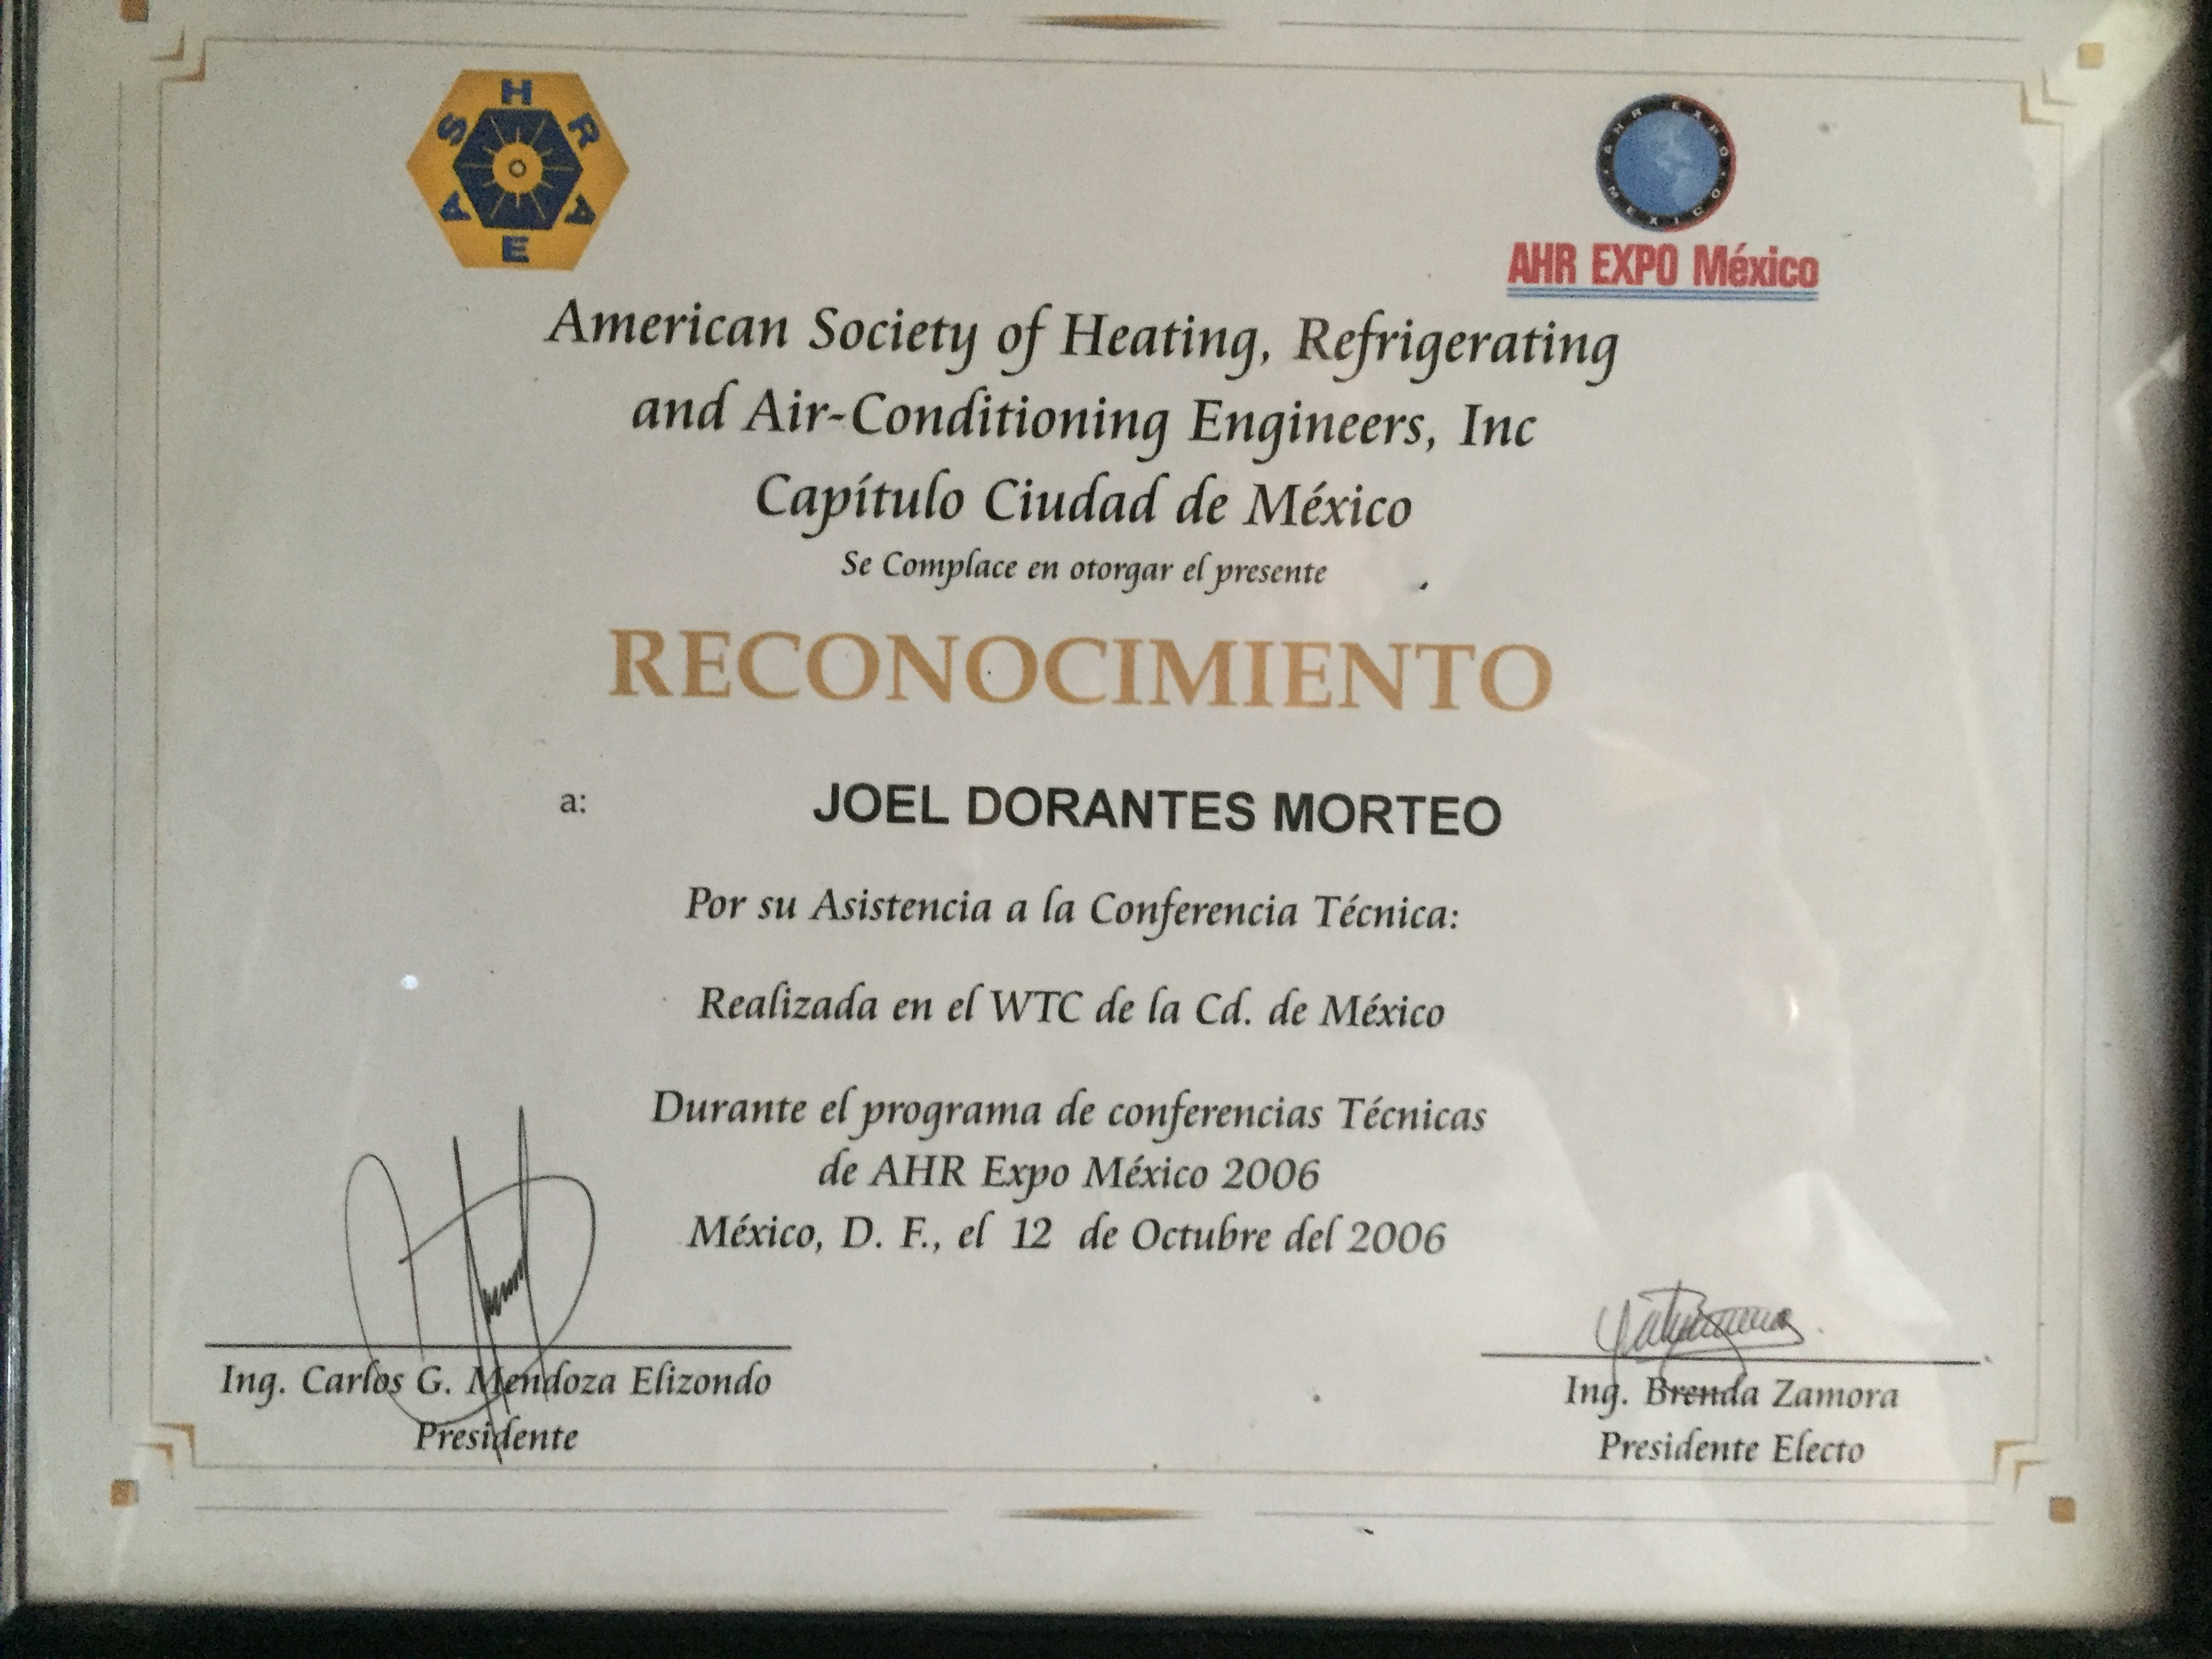 ASHRAE
AHR EXPO
MEXICO
AHR EXPO México
American Society of Heating, Refrigerating
and Air-Conditioning Engineers, Inc
Capítulo Ciudad de México
Se Complace en otorgar el presente
RECONOCIMIENTO
a: JOEL DORANTES MORTEO
Por su Asistencia a la Conferencia Técnica:
Realizada en el WTC de la Cd. de México
Durante el programa de conferencias Técnicas
de AHR Expo México 2006
México, D. F., el 12 de Octubre del 2006
Ing. Carlos G. Mendoza Elizondo
Presidente
Ing. Brenda Zamora
Presidente Electo